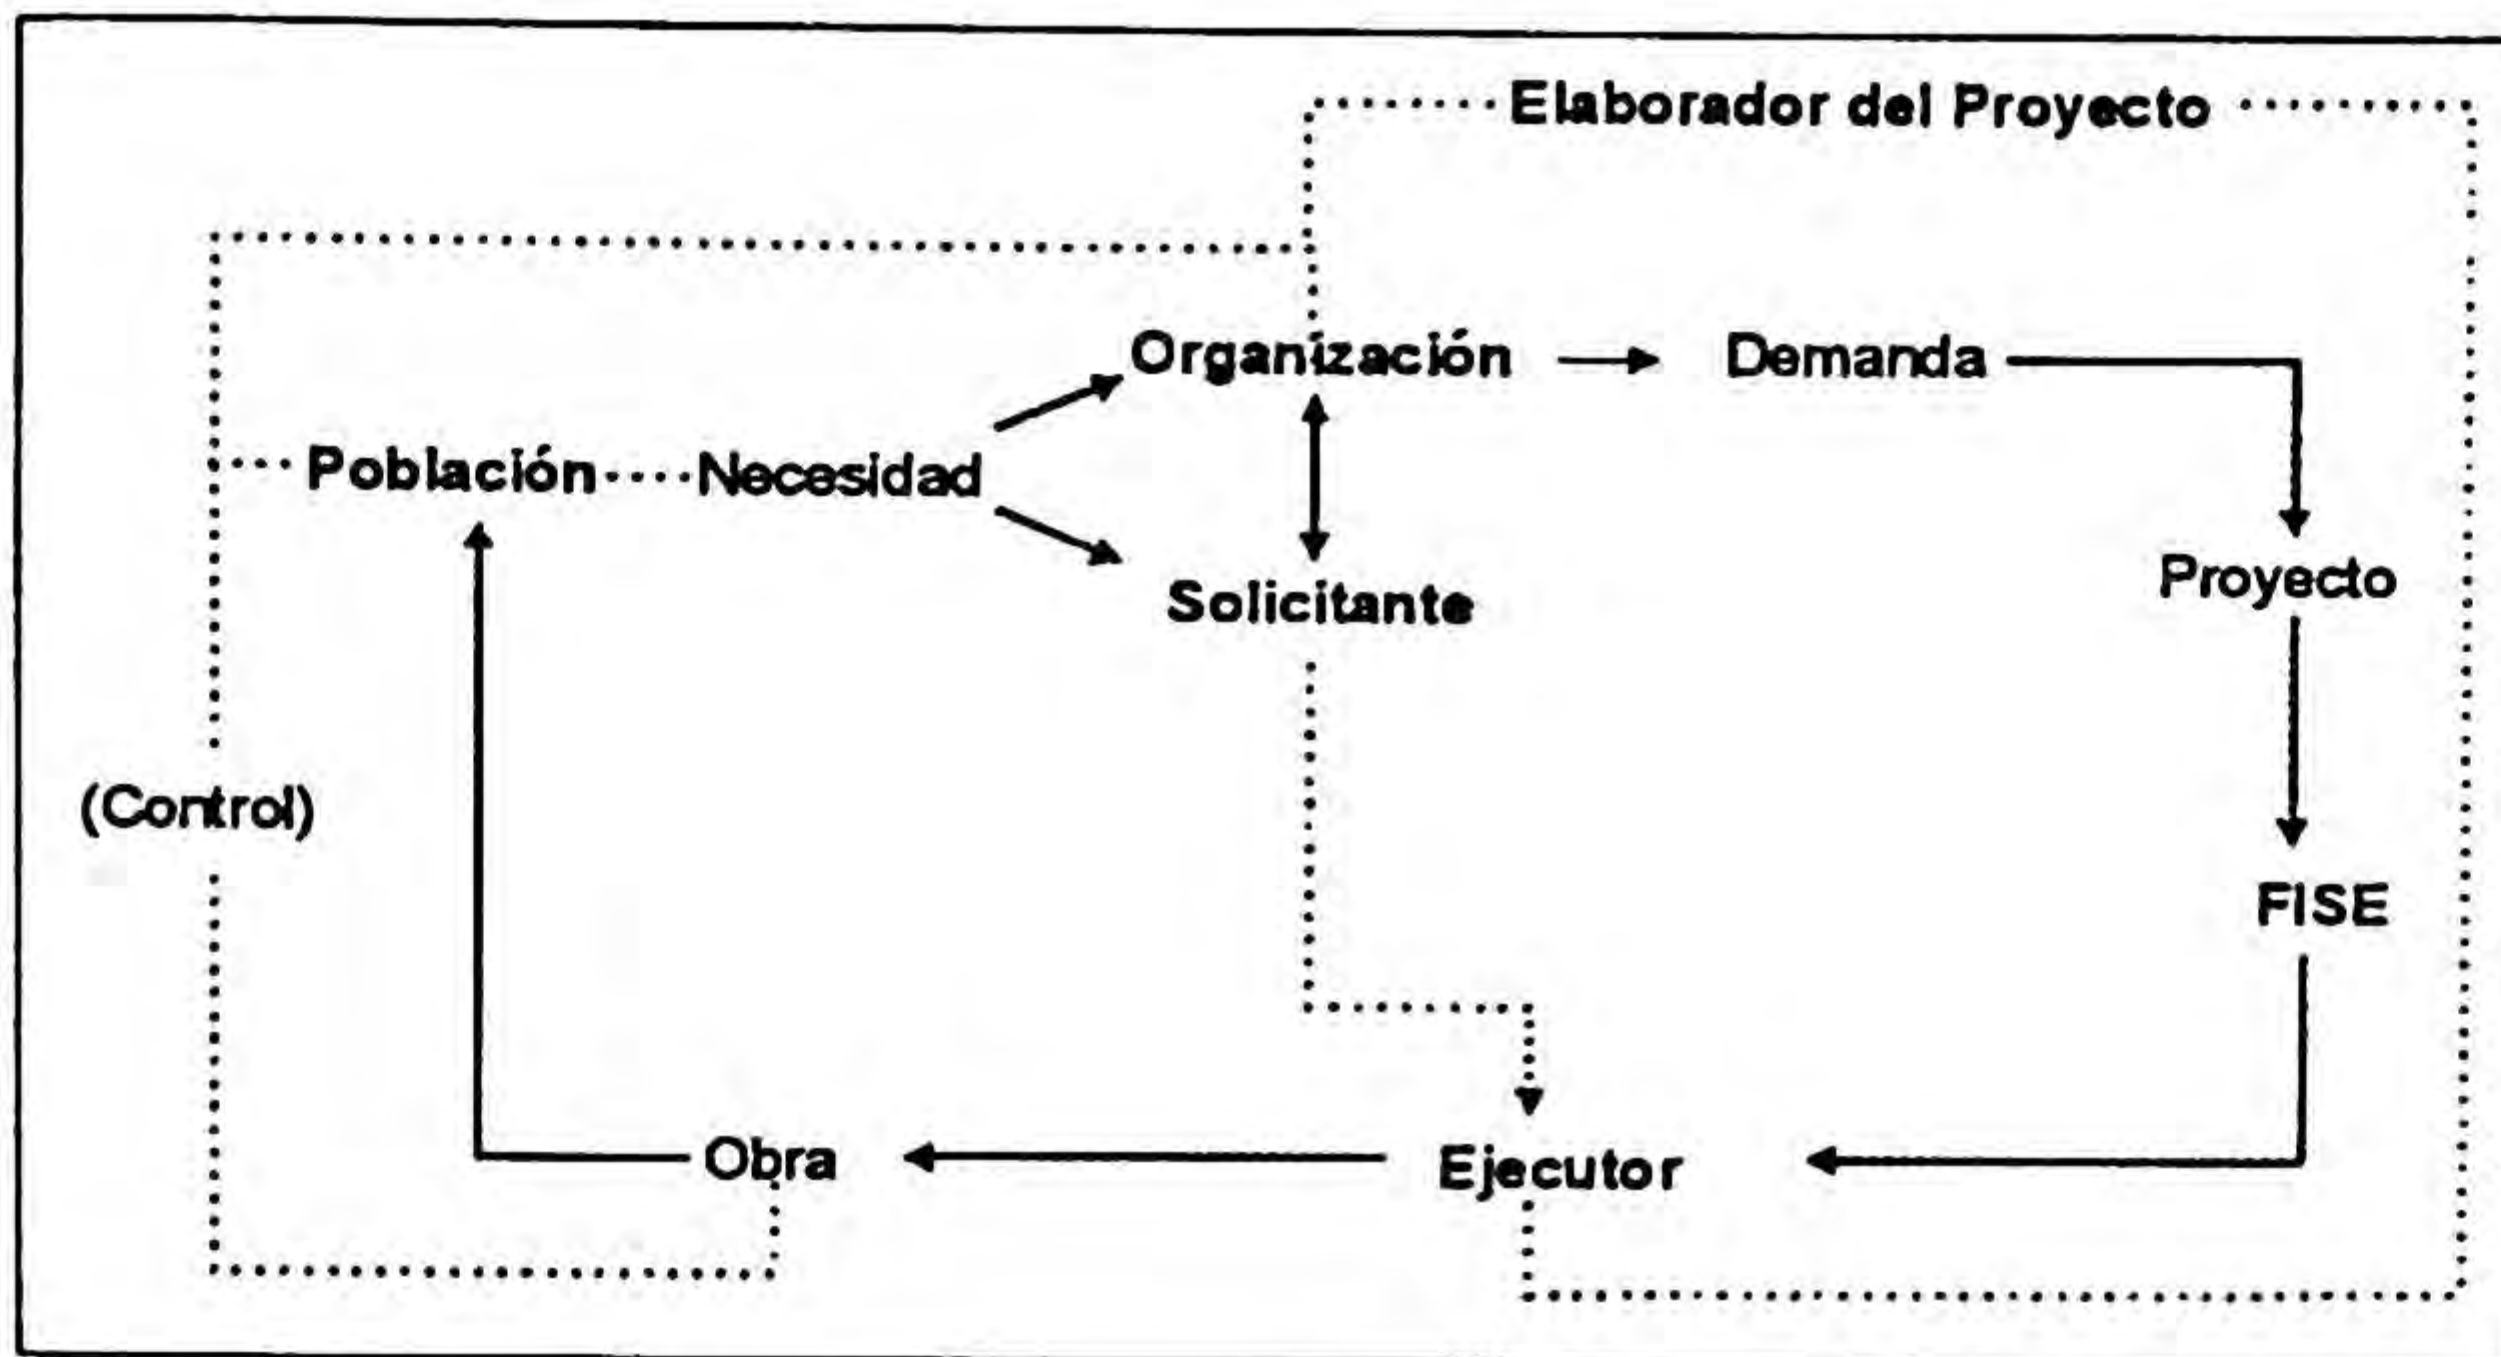 Elaborador del Proyecto
Organización
Demanda
Población
Necesidad
Proyecto
Solicitante
(Control)
FISE
Obra
Ejecutor